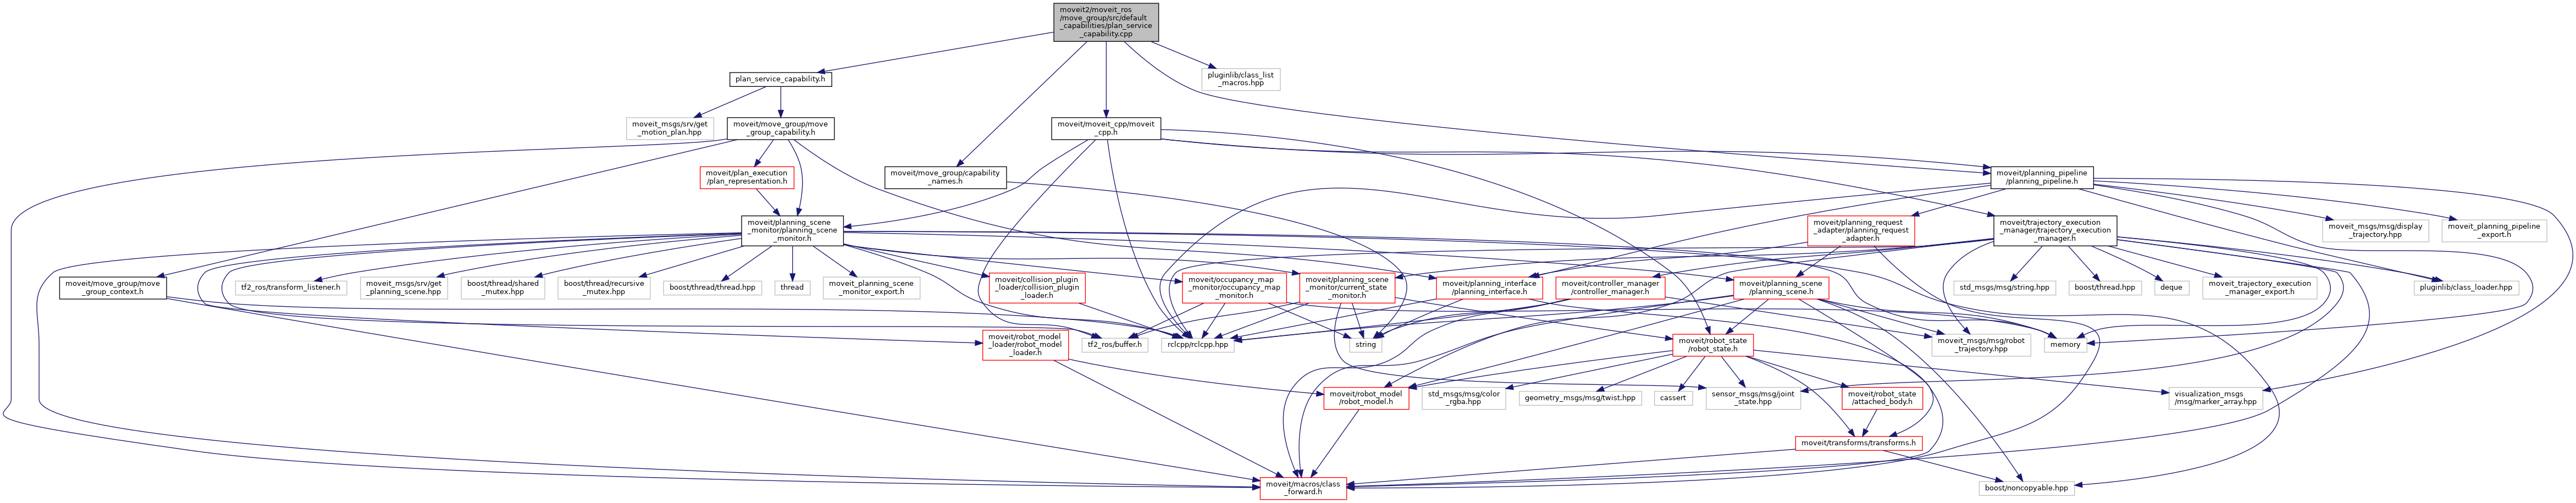 moveit2/moveit_ros
/move_group/src/default
_capabilities/plan_service
_capability.cpp
plan_service_capability.h
pluginlib/class_list
_macros.hpp
moveit_msgs/srv/get
_motion_plan.hpp
moveit/move_group/move
_group_capability.h
moveit/moveit_cpp/moveit
_cpp.h
moveit/plan_execution
/plan_representation.h
moveit/move_group/capability
_names.h
moveit/planning_pipeline
/planning_pipeline.h
moveit/planning_scene
_monitor/planning_scene
_monitor.h
moveit/planning_request
_adapter/planning_request
_adapter.h
moveit/trajectory_execution
_manager/trajectory_execution
_manager.h
moveit_msgs/msg/display
_trajectory.hpp
moveit_planning_pipeline
_export.h
moveit/move_group/move
_group_context.h
tf2_ros/transform_listener.h
moveit_msgs/srv/get
_planning_scene.hpp
boost/thread/shared
_mutex.hpp
boost/thread/recursive
_mutex.hpp
boost/thread/thread.hpp
thread
moveit_planning_scene
_monitor_export.h
moveit/collision_plugin
_loader/collision_plugin
_loader.h
moveit/occupancy_map
_monitor/occupancy_map
_monitor.h
moveit/planning_scene
_monitor/current_state
_monitor.h
moveit/planning_interface
/planning_interface.h
moveit/controller_manager
/controller_manager.h
moveit/planning_scene
/planning_scene.h
std_msgs/msg/string.hpp
boost/thread.hpp
deque
moveit_trajectory_execution
_manager_export.h
pluginlib/class_loader.hpp
moveit/robot_model
_loader/robot_model
_loader.h
tf2_ros/buffer.h
rclcpp/rclcpp.hpp
string
moveit/robot_state
/robot_state.h
moveit_msgs/msg/robot
_trajectory.hpp
memory
moveit/robot_model
/robot_model.h
std_msgs/msg/color
_rgba.hpp
geometry_msgs/msg/twist.hpp
cassert
sensor_msgs/msg/joint
_state.hpp
moveit/robot_state
/attached_body.h
visualization_msgs
/msg/marker_array.hpp
moveit/transforms/transforms.h
moveit/macros/class
_forward.h
boost/noncopyable.hpp